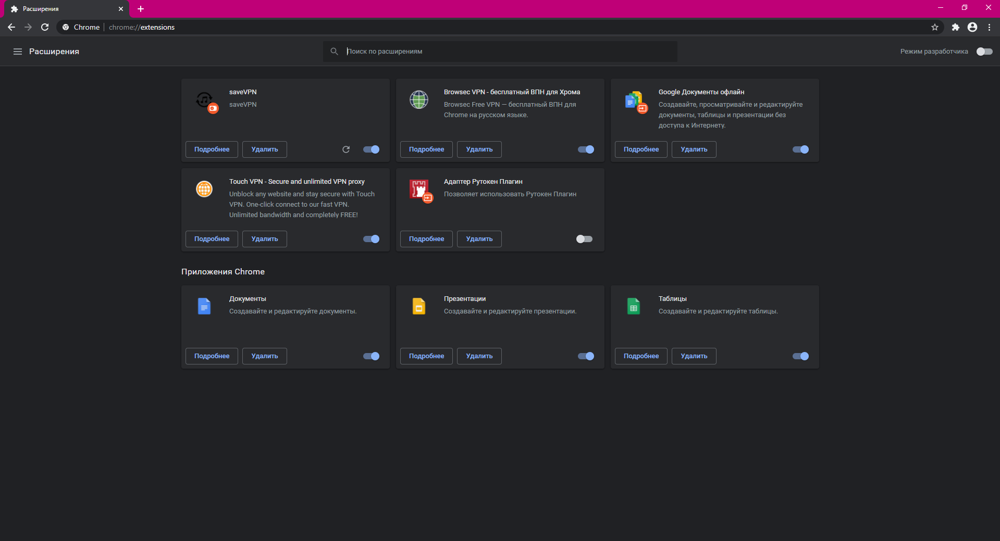 Расширения
Chrome
chrome://extensions
Расширения
Поиск по расширениям
Режим разработчика
saveVPN
saveVPN
Подробнее
Удалить
Browsec VPN - бесплатный ВПН для Хрома
Browsec Free VPN — бесплатный ВПН для
Chrome на русском языке.
Подробнее
Удалить
Google Документы офлайн
Создавайте, просматривайте и редактируйте
документы, таблицы и презентации без
доступа к Интернету.
Подробнее
Удалить
Touch VPN - Secure and unlimited VPN proxy
Unblock any website and stay secure with Touch
VPN. One-click connect to our fast VPN.
Unlimited bandwidth and completely FREE!
Подробнее
Удалить
Адаптер Рутокен Плагин
Позволяет использовать Рутокен Плагин
Подробнее
Удалить
Приложения Chrome
Документы
Создавайте и редактируйте документы.
Подробнее
Удалить
Презентации
Создавайте и редактируйте презентации.
Подробнее
Удалить
Таблицы
Создавайте и редактируйте таблицы.
Подробнее
Удалить